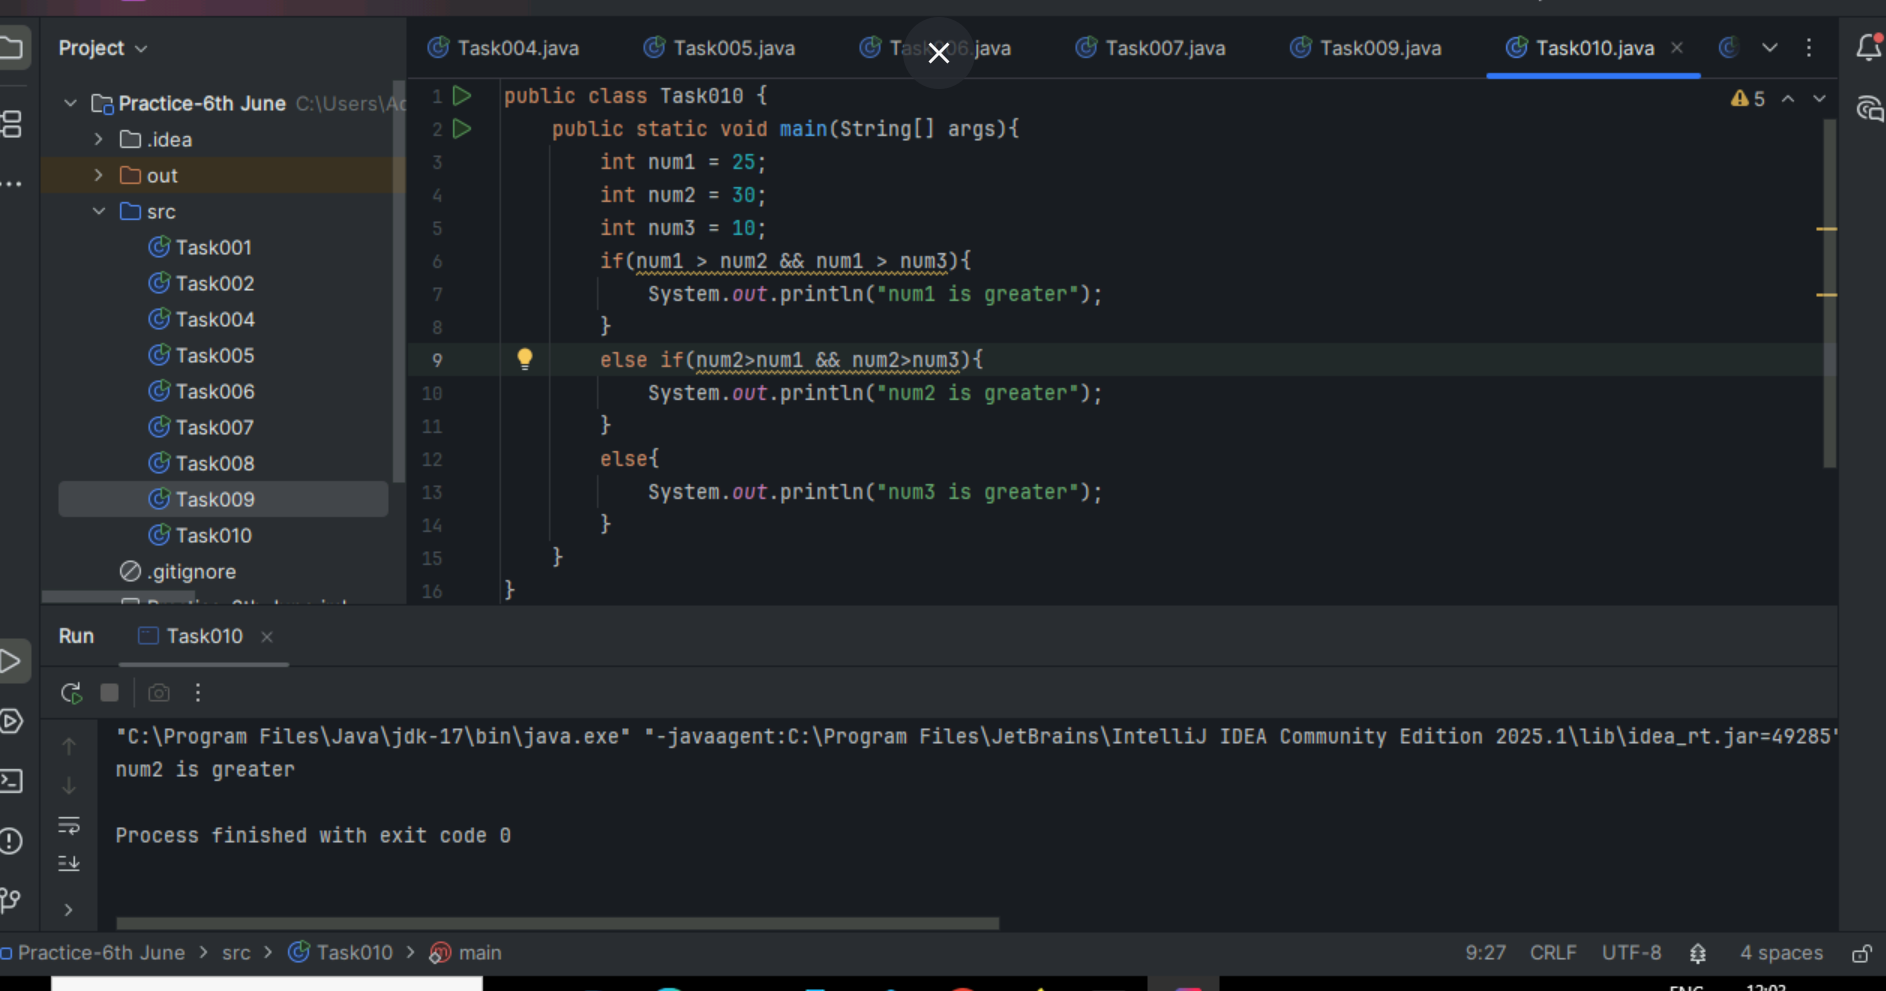 Project
Task004.java
Task005.java
Task007.java
Task009.java
Task010.java
Practice-6th June C:\Users\Ac
.idea
out
src
Task001
Task002
Task004
Task005
Task006
Task007
Task008
Task009
Task010
.gitignore
5
1 public class Task010 {
2 public static void main(String[] args){
3 int num1 = 25;
4 int num2 = 30;
5 int num3 = 10;
6 if(num1 > num2 && num1 > num3){
7 System.out.println("num1 is greater");
8 }
9 else if(num2>num1 && num2>num3){
10 System.out.println("num2 is greater");
11 }
12 else{
13 System.out.println("num3 is greater");
14 }
15 }
16 }
Run Task010
"C:\Program Files\Java\jdk-17\bin\java.exe" "-javaagent:C:\Program Files\JetBrains\IntelliJ IDEA Community Edition 2025.1\lib\idea_rt.jar=49285"
num2 is greater
Process finished with exit code 0
Practice-6th June > src > Task010 > main 9:27 CRLF UTF-8 4 spaces